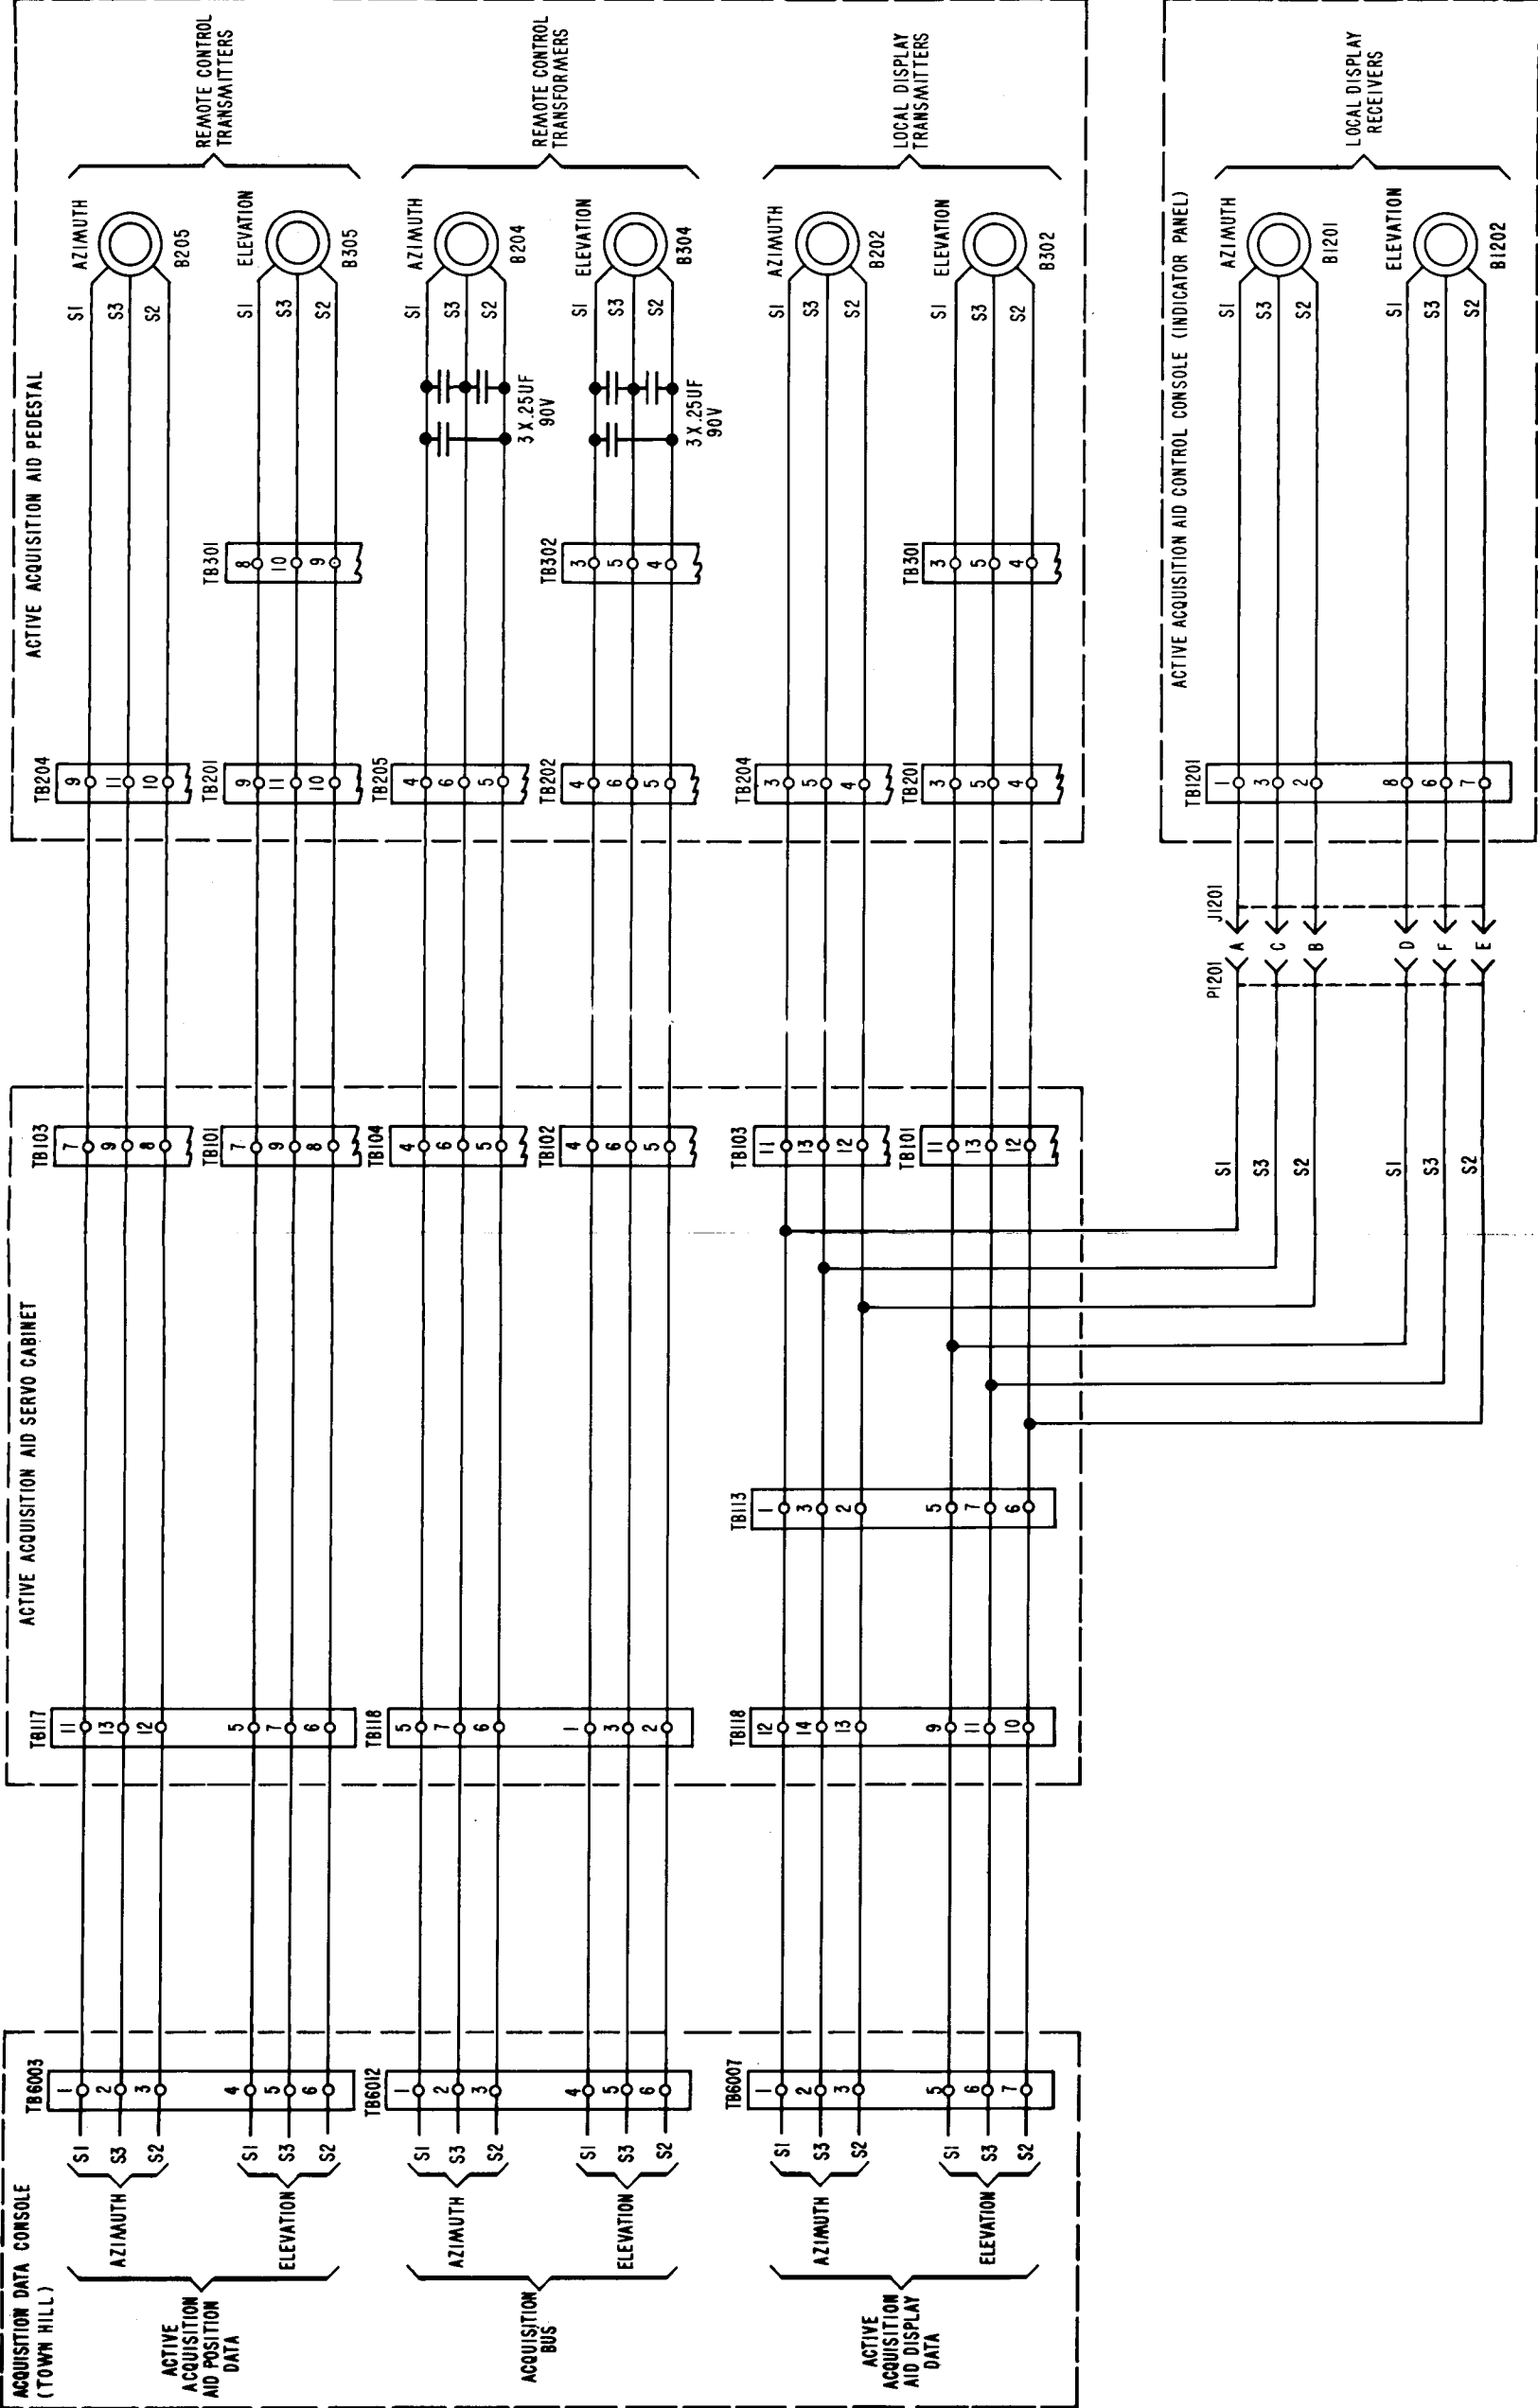 ACQUISITION DATA CONSOLE
(TOWN HILL)
ACTIVE
ACQUISITION
AID POSITION
DATA
AZIMUTH
ELEVATION
S1
S3
S2
S1
S3
S2
TB6003
1
2
3
4
5
6
ACQUISITION
BUS
AZIMUTH
ELEVATION
S1
S3
S2
S1
S3
S2
TB6012
1
2
3
4
5
6
ACTIVE
ACQUISITION
AID DISPLAY
DATA
AZIMUTH
ELEVATION
S1
S3
S2
S1
S3
S2
TB6007
1
2
3
5
6
7
ACTIVE ACQUISITION AID SERVO CABINET
TB117
11
13
12
5
7
6
TB118
5
7
6
1
3
2
TB118
12
14
13
9
11
10
TB113
1
3
2
5
7
6
TB103
7
9
8
TB101
7
9
8
TB104
4
6
5
TB102
4
6
5
TB103
11
13
12
TB101
11
13
12
S1
S3
S2
S1
S3
S2
P1201
J1201
A
C
B
D
F
E
ACTIVE ACQUISITION AID PEDESTAL
TB204
9
11
10
TB201
9
11
10
TB205
4
6
5
TB202
4
6
5
TB204
3
5
4
TB201
3
5
4
TB301
8
10
9
TB302
3
5
4
TB301
3
5
4
3 X .25UF
90V
3 X .25UF
90V
S1
S3
S2
AZIMUTH
B205
S1
S3
S2
ELEVATION
B305
REMOTE CONTROL
TRANSMITTERS
S1
S3
S2
AZIMUTH
B204
S1
S3
S2
ELEVATION
B304
REMOTE CONTROL
TRANSFORMERS
S1
S3
S2
AZIMUTH
B202
S1
S3
S2
ELEVATION
B302
LOCAL DISPLAY
TRANSMITTERS
ACTIVE ACQUISITION AID CONTROL CONSOLE (INDICATOR PANEL)
TB1201
1
3
2
8
6
7
S1
S3
S2
AZIMUTH
B1201
S1
S3
S2
ELEVATION
B1202
LOCAL DISPLAY
RECEIVERS